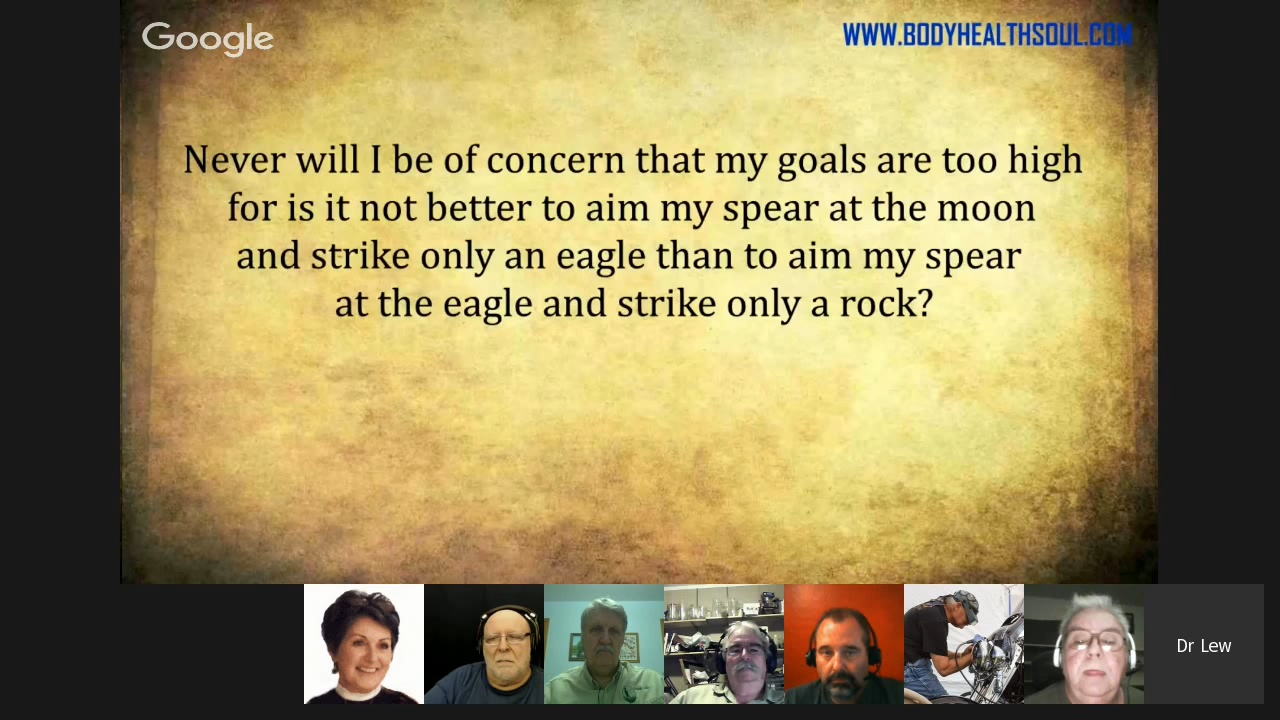 Google
WWW.BODYHEALTHSOUL.COM
Never will I be of concern that my goals are too high
for is it not better to aim my spear at the moon
and strike only an eagle than to aim my spear
at the eagle and strike only a rock?
Dr Lew